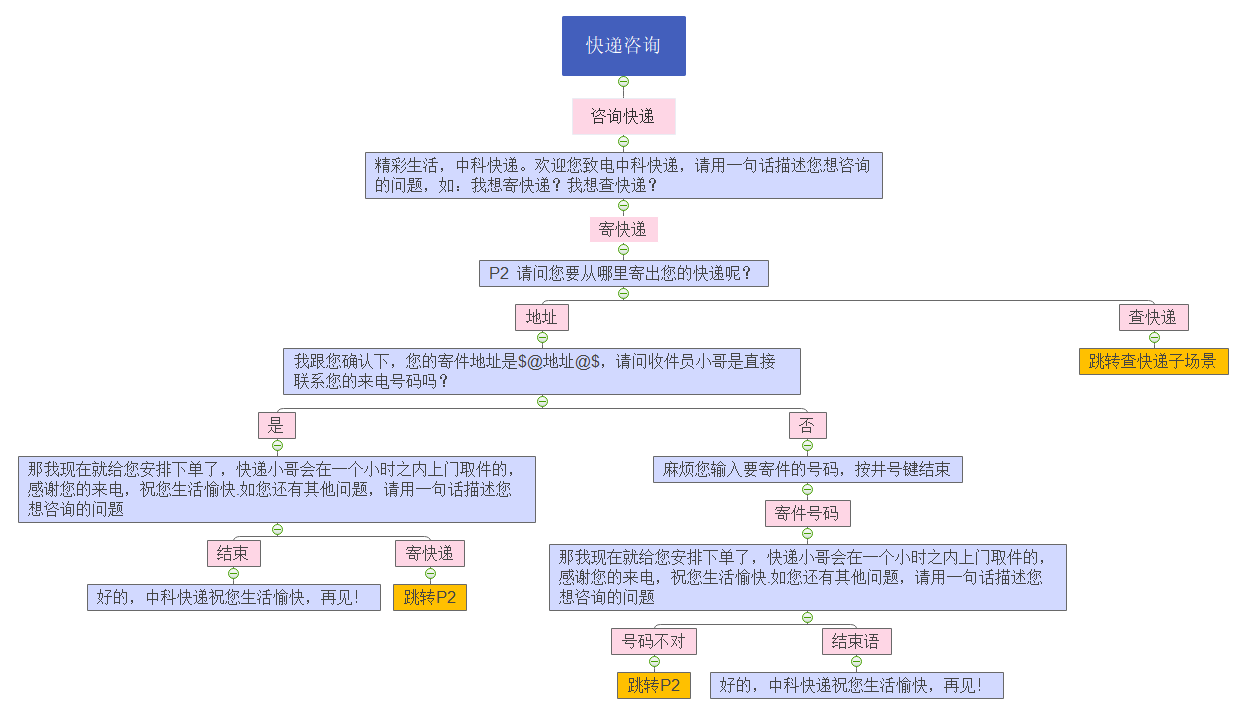 快递咨询
咨询快递
精彩生活，中科快递。欢迎您致电中科快递，请用一句话描述您想咨询
的问题，如：我想寄快递？我想查快递？
寄快递
P2 请问您要从哪里寄出您的快递呢？
地址
查快递
我跟您确认下，您的寄件地址是$@地址@$，请问收件员小哥是直接
联系您的来电号码吗？
跳转查快递子场景
是
否
那我现在就给您安排下单了，快递小哥会在一个小时之内上门取件的，
感谢您的来电，祝您生活愉快.如您还有其他问题，请用一句话描述您
想咨询的问题
麻烦您输入要寄件的号码，按井号键结束
寄件号码
结束
寄快递
那我现在就给您安排下单了，快递小哥会在一个小时之内上门取件的，
感谢您的来电，祝您生活愉快.如您还有其他问题，请用一句话描述您
想咨询的问题
好的，中科快递祝您生活愉快，再见！
跳转P2
号码不对
结束语
跳转P2
好的，中科快递祝您生活愉快，再见！